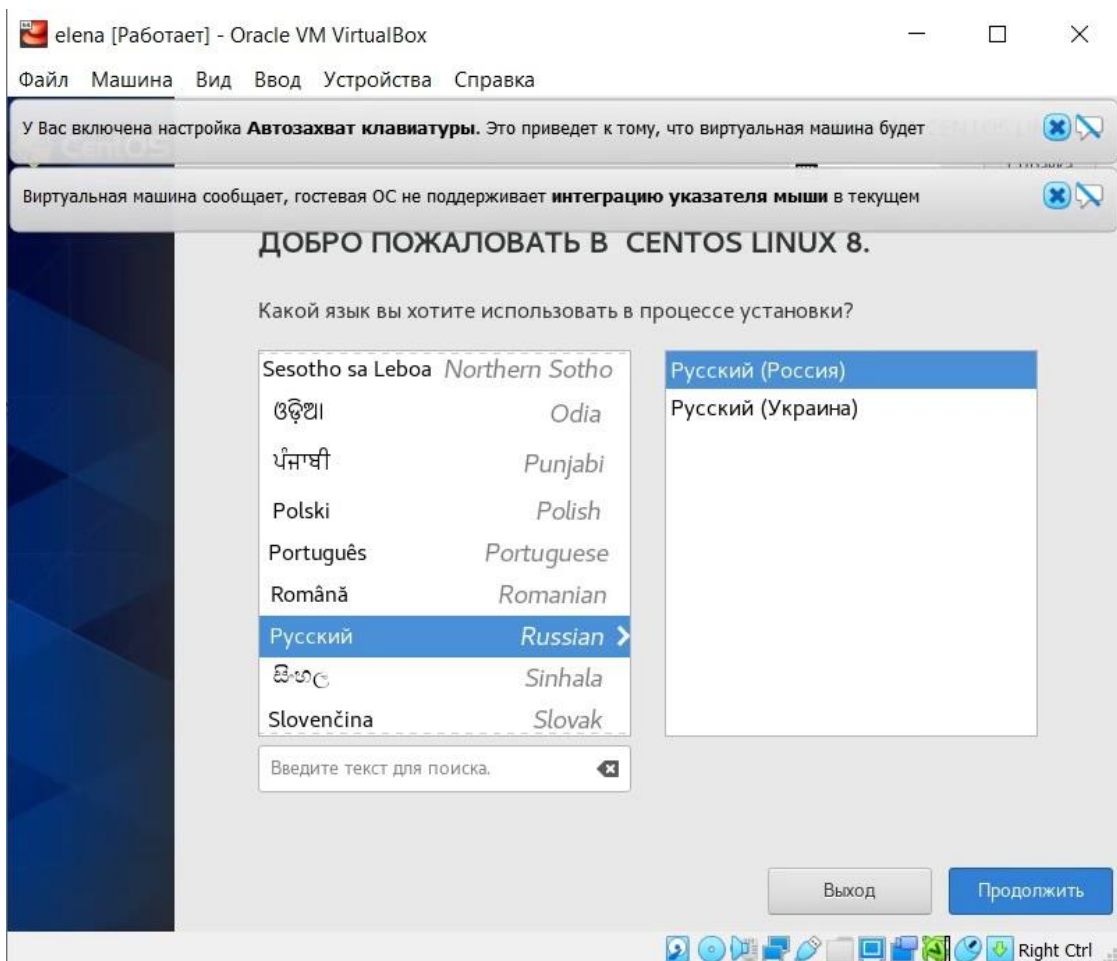 elena [Работает] - Oracle VM VirtualBox
Файл Машина Вид Ввод Устройства Справка
У Вас включена настройка Автозахват клавиатуры. Это приведет к тому, что виртуальная машина будет
CentOS
Справка
Виртуальная машина сообщает, гостевая ОС не поддерживает интеграцию указателя мыши в текущем
ДОБРО ПОЖАЛОВАТЬ В CENTOS LINUX 8.
Какой язык вы хотите использовать в процессе установки?
Sesotho sa Leboa Northern Sotho
ଓଡ଼ିଆ Odia
ਪੰਜਾਬੀ Punjabi
Polski Polish
Português Portuguese
Română Romanian
Русский Russian
සිංහල Sinhala
Slovenčina Slovak
Русский (Россия)
Русский (Украина)
Введите текст для поиска.
Выход Продолжить
Right Ctrl